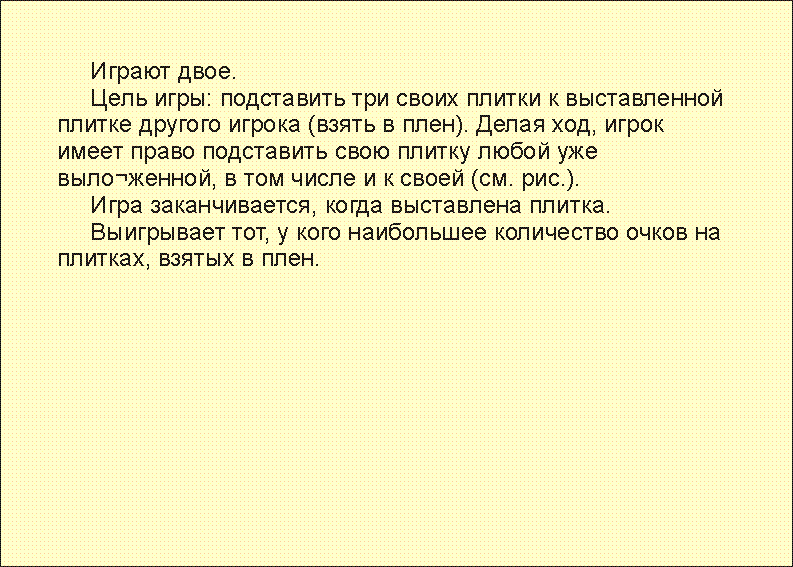 Играют двое.
Цель игры: подставить три своих плитки к выставленной
плитке другого игрока (взять в плен). Делая ход, игрок
имеет право подставить свою плитку любой уже
выло¬женной, в том числе и к своей (см. рис.).
Игра заканчивается, когда выставлена плитка.
Выигрывает тот, у кого наибольшее количество очков на
плитках, взятых в плен.